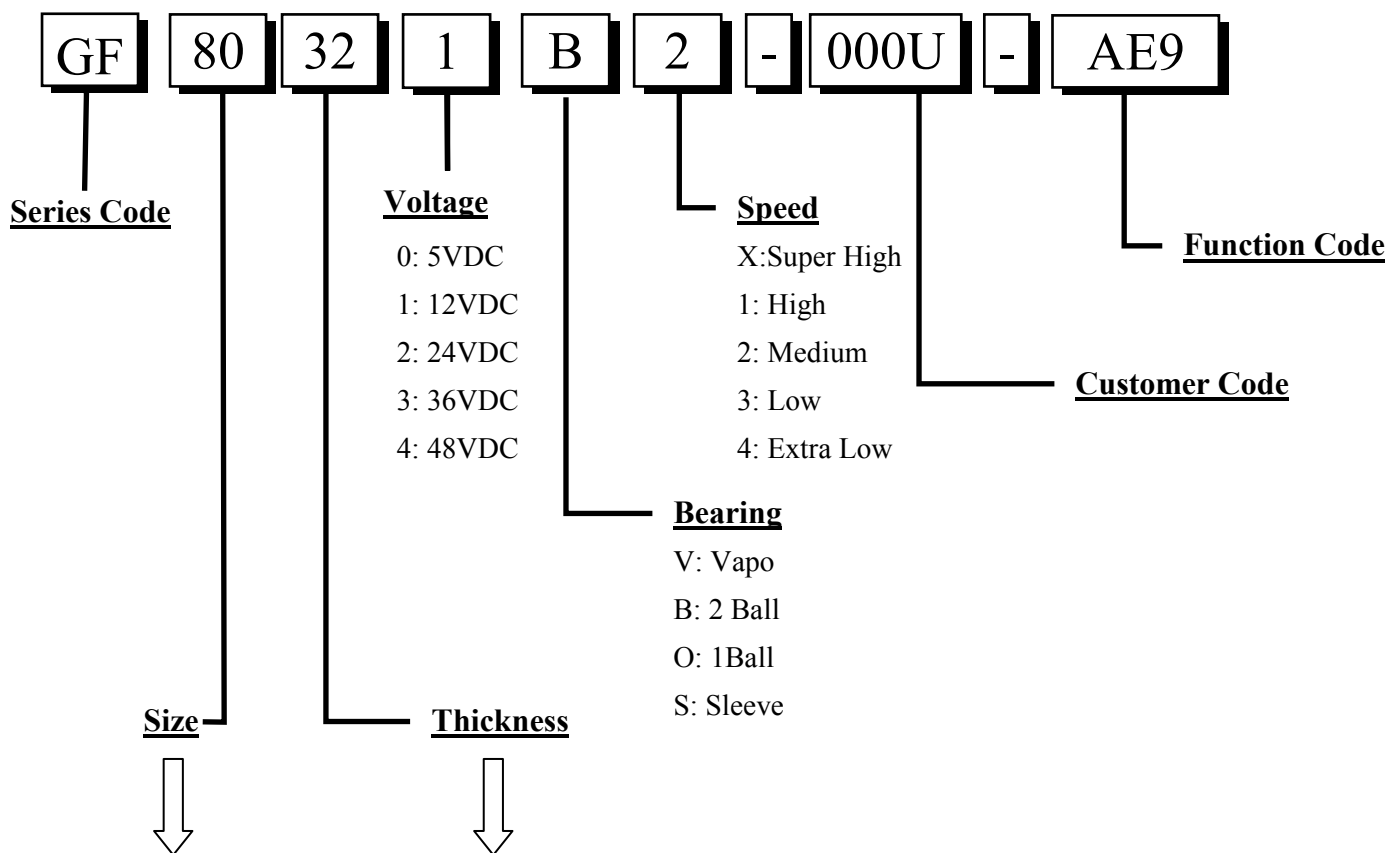 GF 80 32 1 B 2 - 000U - AE9
Series Code
Voltage
0: 5VDC
1: 12VDC
2: 24VDC
3: 36VDC
4: 48VDC
Speed
X:Super High
1: High
2: Medium
3: Low
4: Extra Low
Function Code
Customer Code
Bearing
V: Vapo
B: 2 Ball
O: 1Ball
S: Sleeve
Size
Thickness